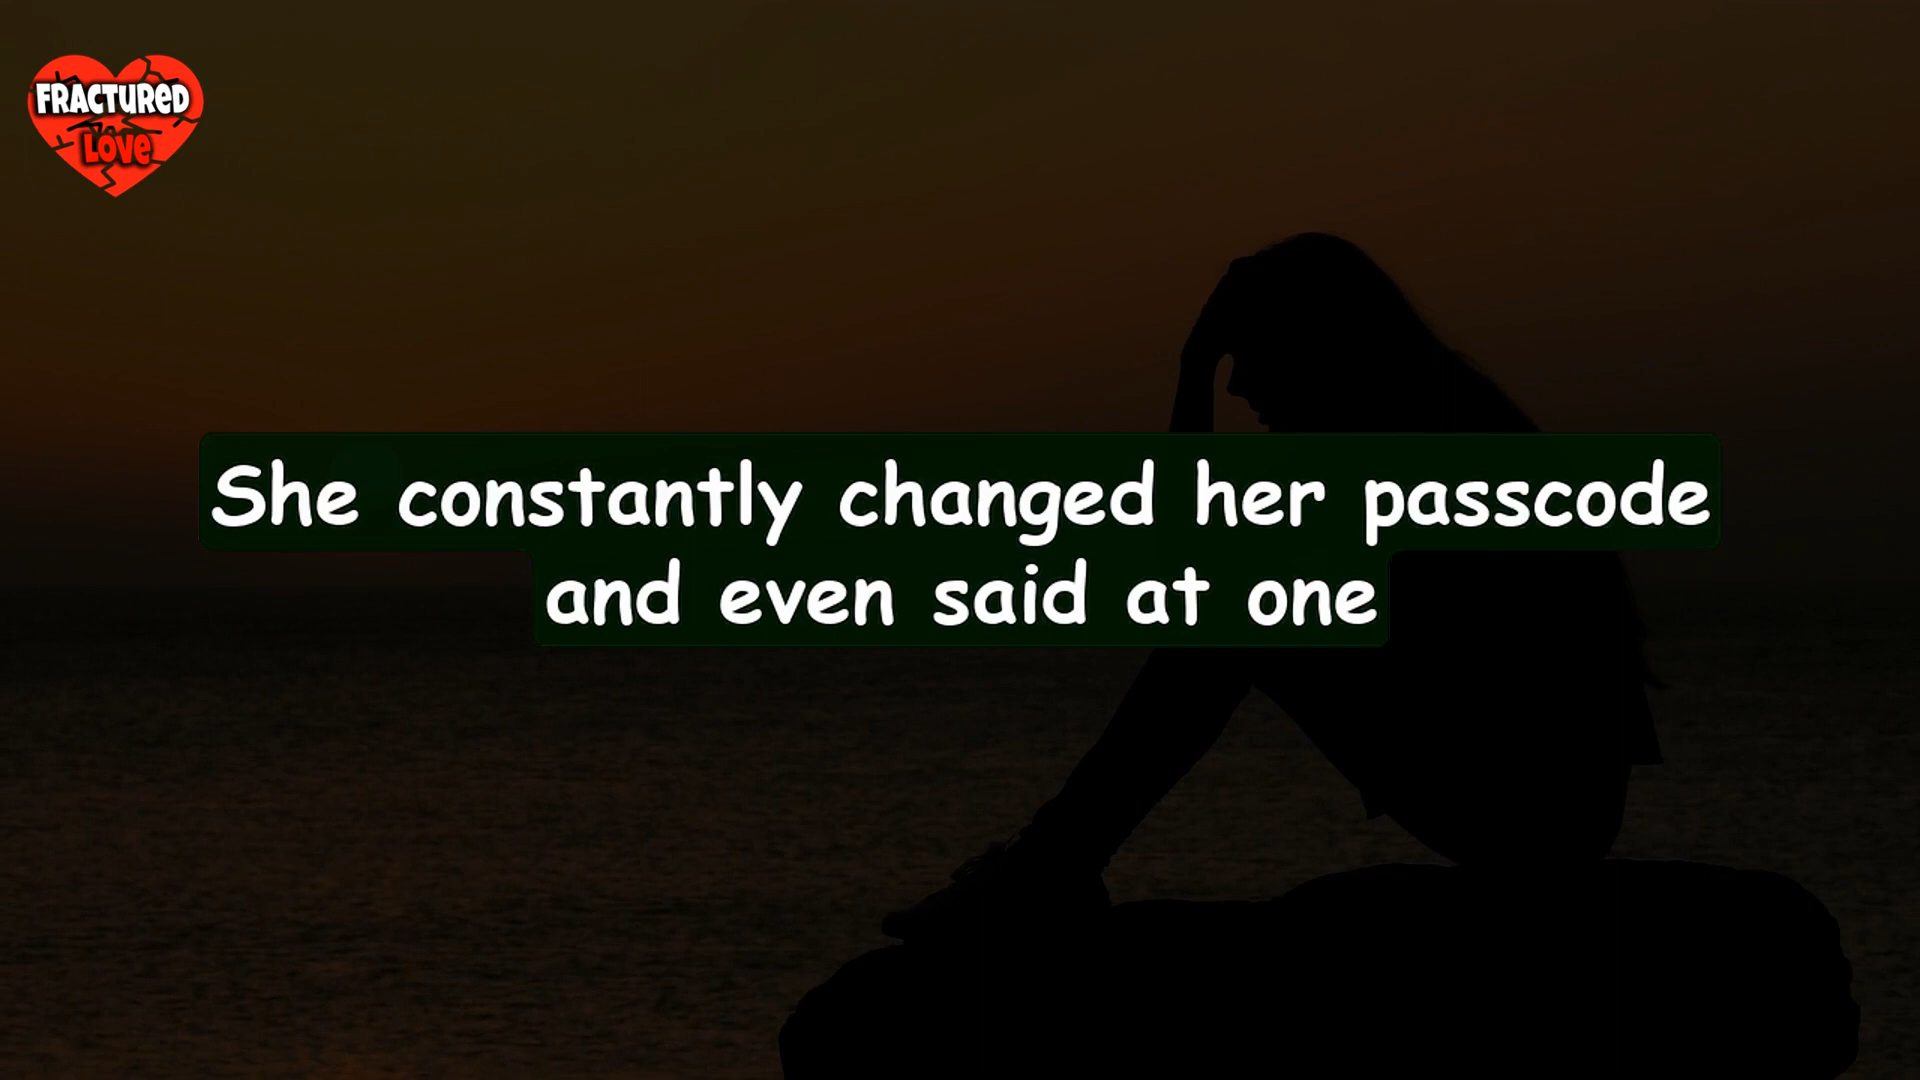 FRACTURED
LOVE
She constantly changed her passcode
and even said at one